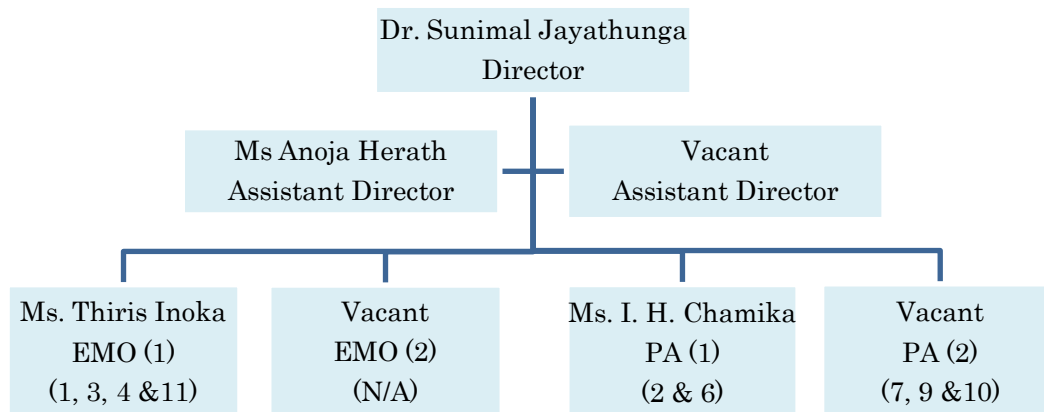 Dr. Sunimal Jayathunga
Director
Ms Anoja Herath
Assistant Director
Vacant
Assistant Director
Ms. Thiris Inoka
EMO (1)
(1, 3, 4 &11)
Vacant
EMO (2)
(N/A)
Ms. I. H. Chamika
PA (1)
(2 & 6)
Vacant
PA (2)
(7, 9 &10)